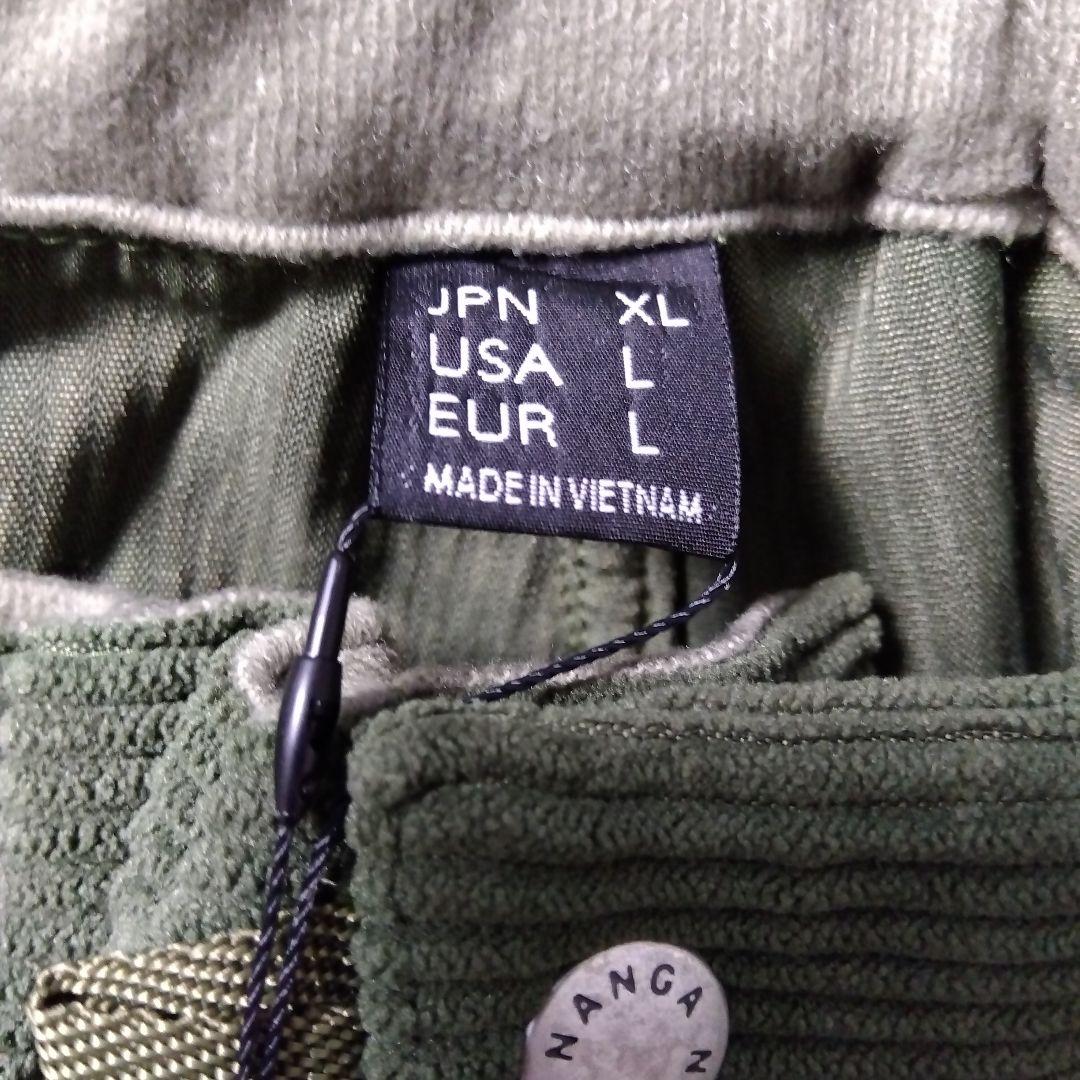 JPN XL
USA L
EUR L
MADE IN VIETNAM
NANGA
N